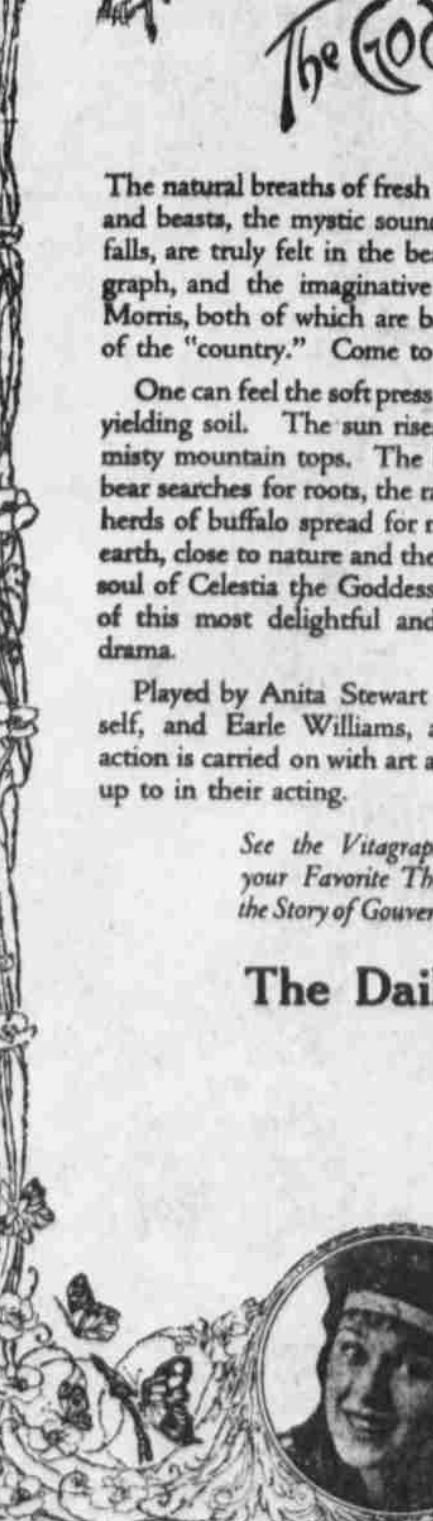 The God
The natural breaths of fresh
and beasts, the mystic sound
falls, are truly felt in the be
graph, and the imaginative
Morris, both of which are b
of the "country." Come to
One can feel the soft press
yielding soil. The sun rise
misty mountain tops. The
bear searches for roots, the ra
herds of buffalo spread for
earth, close to nature and the
soul of Celestia the Goddess
of this most delightful and
drama.
Played by Anita Stewart
self, and Earle Williams, a
action is carried on with art a
up to in their acting.
See the Vitagrap
your Favorite Th
the Story of Gouver
The Dai